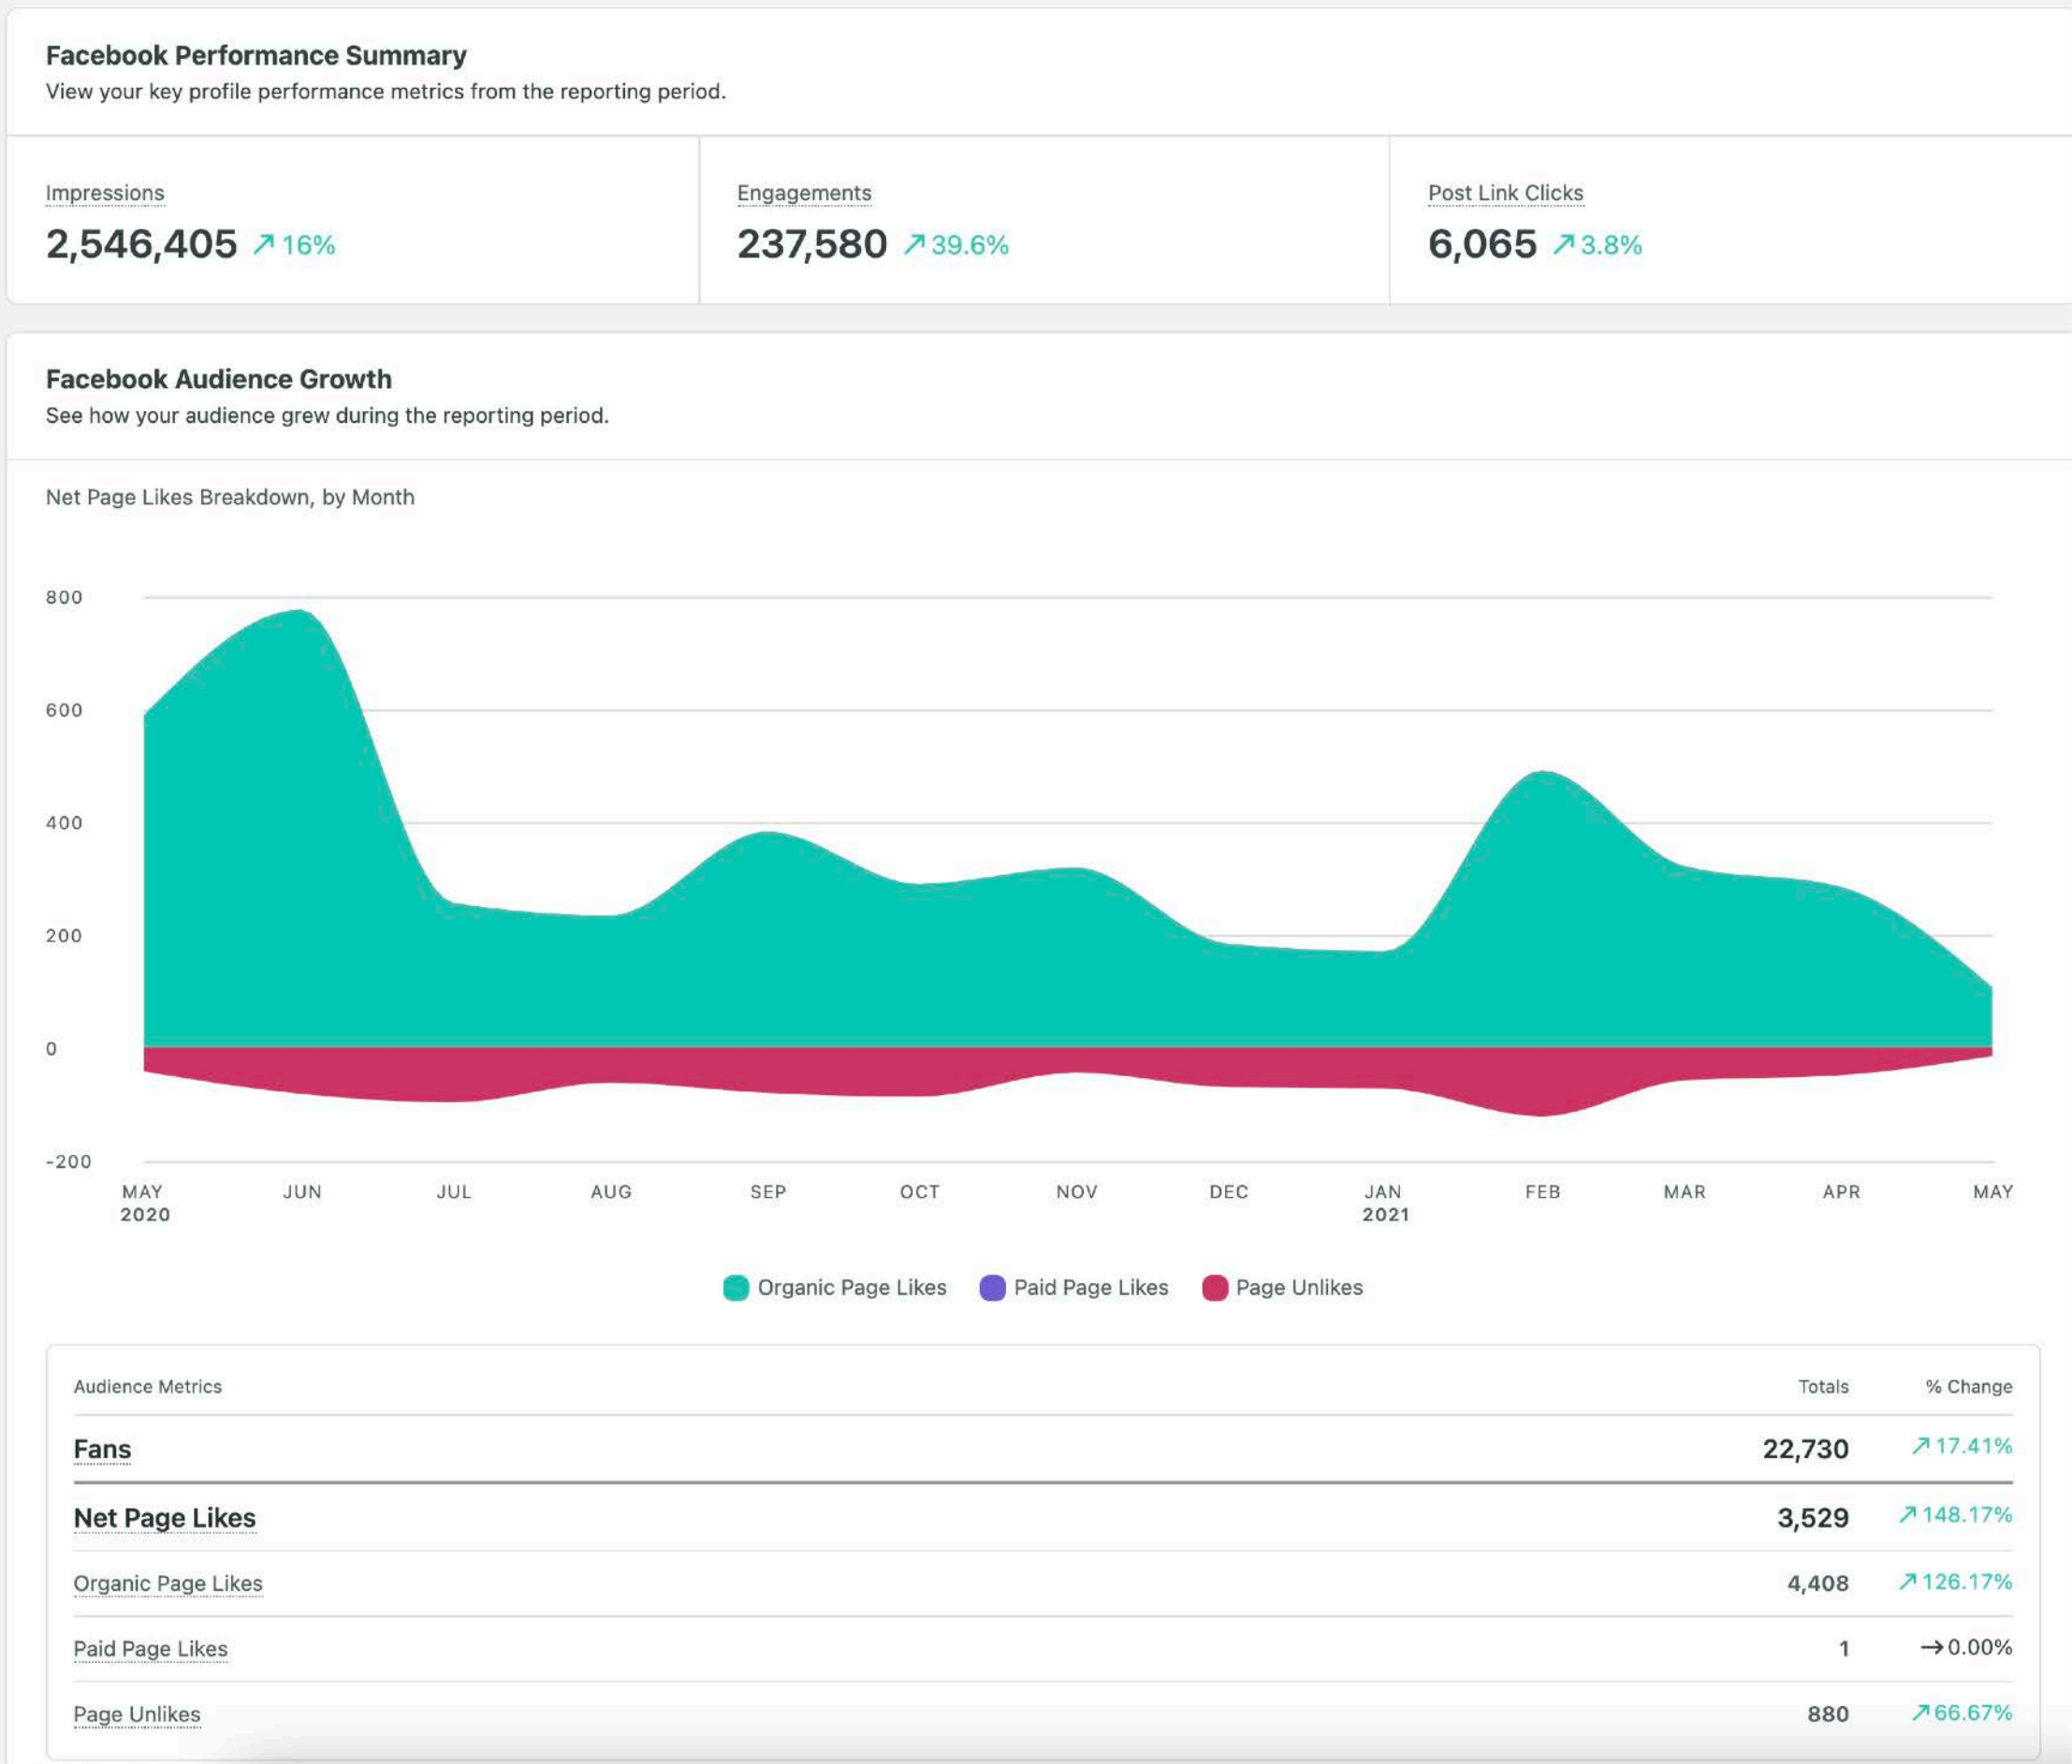 Facebook Performance Summary
View your key profile performance metrics from the reporting period.
Impressions
2,546,405 ↗ 16%
Engagements
237,580 ↗ 39.6%
Post Link Clicks
6,065 ↗ 3.8%
Facebook Audience Growth
See how your audience grew during the reporting period.
Net Page Likes Breakdown, by Month
800
600
400
200
0
-200
MAY JUN JUL AUG SEP OCT NOV DEC JAN FEB MAR APR MAY
2020 2021
Organic Page Likes Paid Page Likes Page Unlikes
Audience Metrics Totals % Change
Fans 22,730 ↗ 17.41%
Net Page Likes 3,529 ↗ 148.17%
Organic Page Likes 4,408 ↗ 126.17%
Paid Page Likes 1 → 0.00%
Page Unlikes 880 ↗ 66.67%